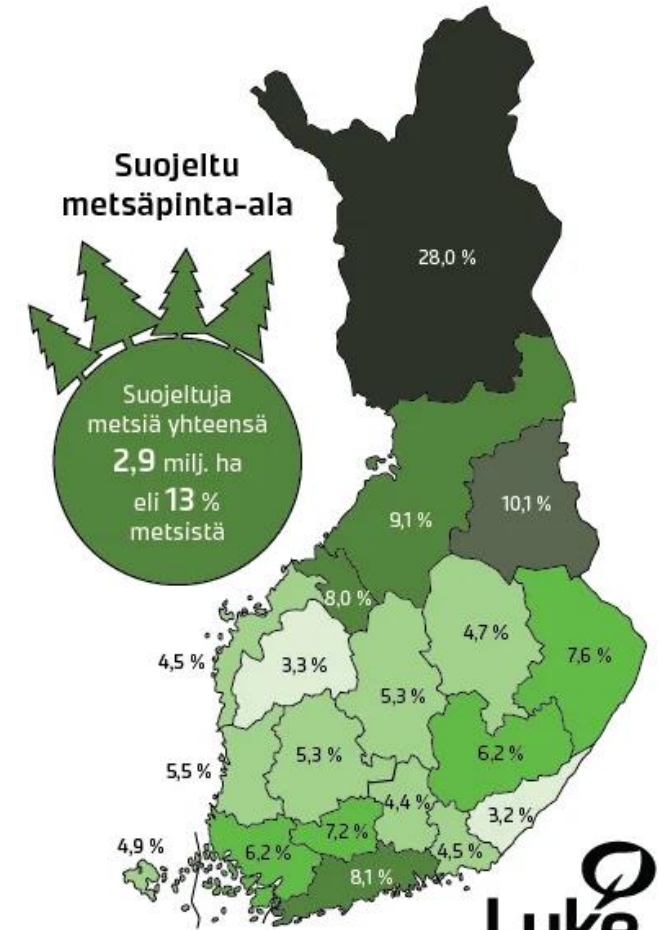 Suojeltu
metsäpinta-ala
28,0 %
Suojeltuja
metsiä yhteensä
2,9 milj. ha
eli 13 %
metsistä
9,1 %
10,1 %
8,0 %
4,5 %
3,3 %
4,7 %
7,6 %
5,3 %
5,3 %
6,2 %
5,5 %
4,4 %
3,2 %
4,9 %
6,2 %
7,2 %
4,5 %
8,1 %
Luke